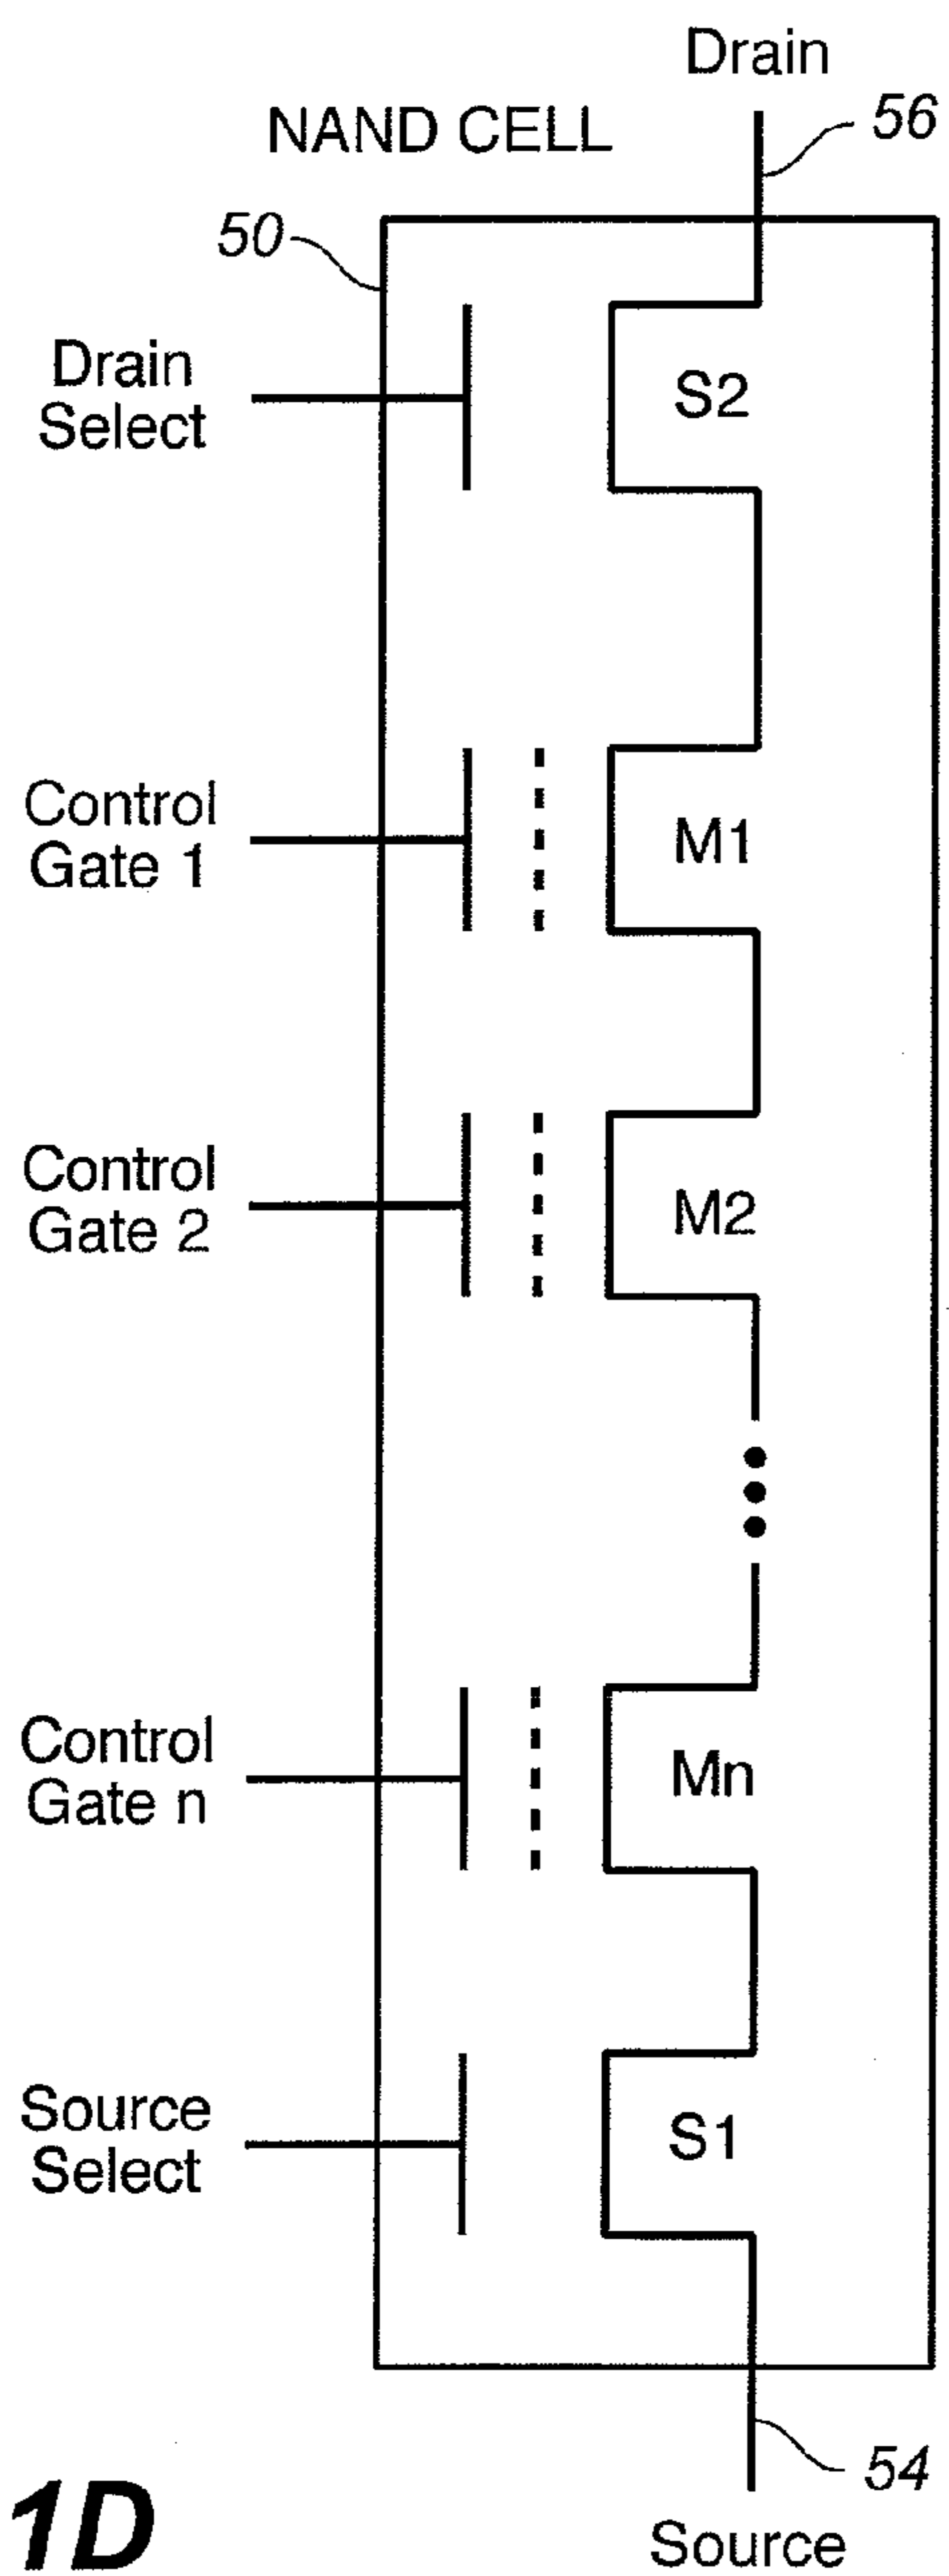 Drain
56
NAND CELL
50
Drain
Select
S2
Control
Gate 1
M1
Control
Gate 2
M2
Control
Gate n
Mn
Source
Select
S1
54
1D
Source